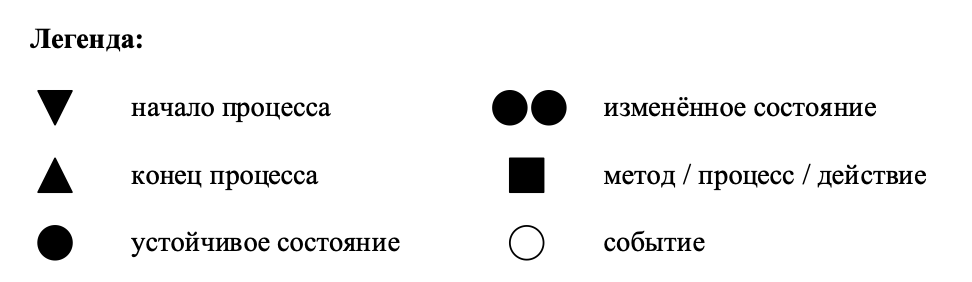 Легенда:
начало процесса
изменённое состояние
конец процесса
метод / процесс / действие
устойчивое состояние
событие